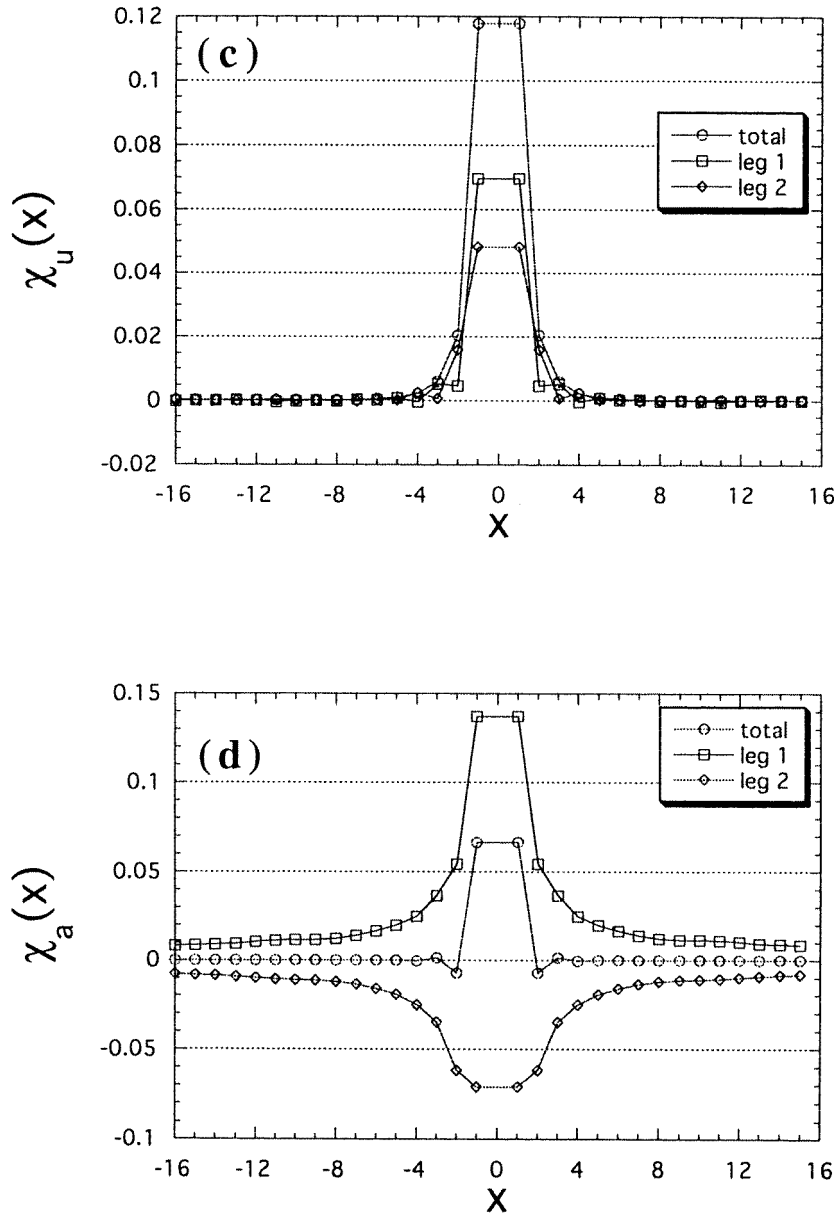 (c)
0.12
0.1
0.08
0.06
0.04
0.02
0
-0.02
χu(x)
total
leg 1
leg 2
-16 -12 -8 -4 0 4 8 12 16
X
(d)
0.15
0.1
0.05
0
-0.05
-0.1
χa(x)
total
leg 1
leg 2
-16 -12 -8 -4 0 4 8 12 16
X